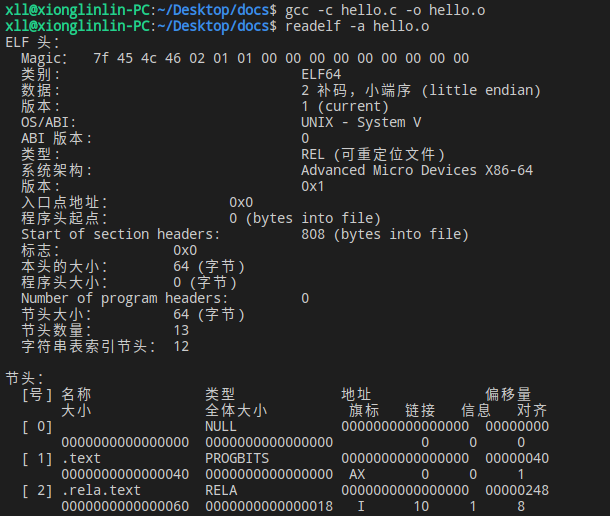 xll@xionglinlin-PC:~/Desktop/docs$ gcc -c hello.c -o hello.o
xll@xionglinlin-PC:~/Desktop/docs$ readelf -a hello.o
ELF 头：
  Magic：  7f 45 4c 46 02 01 01 00 00 00 00 00 00 00 00 00
  类别:                              ELF64
  数据:                              2 补码，小端序 (little endian)
  版本:                              1 (current)
  OS/ABI:                            UNIX - System V
  ABI 版本:                          0
  类型:                              REL (可重定位文件)
  系统架构:                          Advanced Micro Devices X86-64
  版本:                              0x1
  入口点地址：              0x0
  程序头起点：              0 (bytes into file)
  Start of section headers:          808 (bytes into file)
  标志：             0x0
  本头的大小：       64 (字节)
  程序头大小：       0 (字节)
  Number of program headers:         0
  节头大小：         64 (字节)
  节头数量：         13
  字符串表索引节头： 12
节头：
  [号] 名称              类型             地址              偏移量
       大小              全体大小          旗标   链接   信息   对齐
  [ 0]                   NULL             0000000000000000  00000000
       0000000000000000  0000000000000000           0     0     0
  [ 1] .text             PROGBITS         0000000000000000  00000040
       0000000000000040  0000000000000000  AX       0     0     1
  [ 2] .rela.text        RELA             0000000000000000  00000248
       0000000000000060  0000000000000018   I      10     1     8